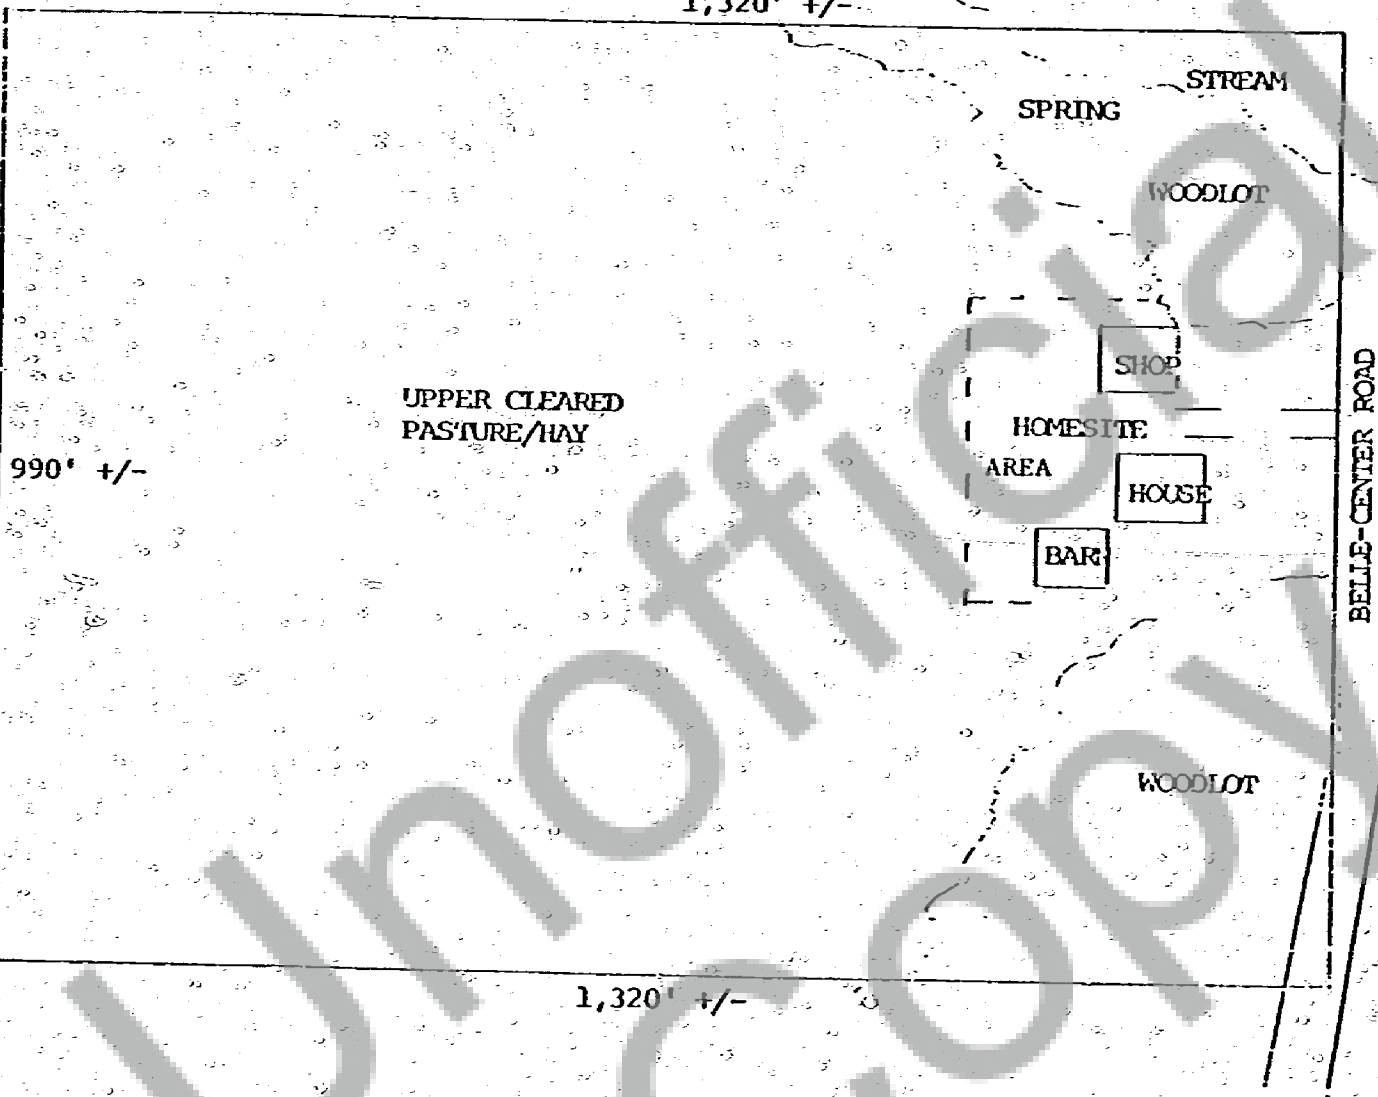 1,320' +/-
STREAM
SPRING
WOODLOT
SHOP
UPPER CLEARED
PASTURE/HAY
HOMESITE
AREA
990' +/-
HOUSE
BARN
BELLE-CENTER ROAD
WOODLOT
1,320' +/-
Unofficial
Copy